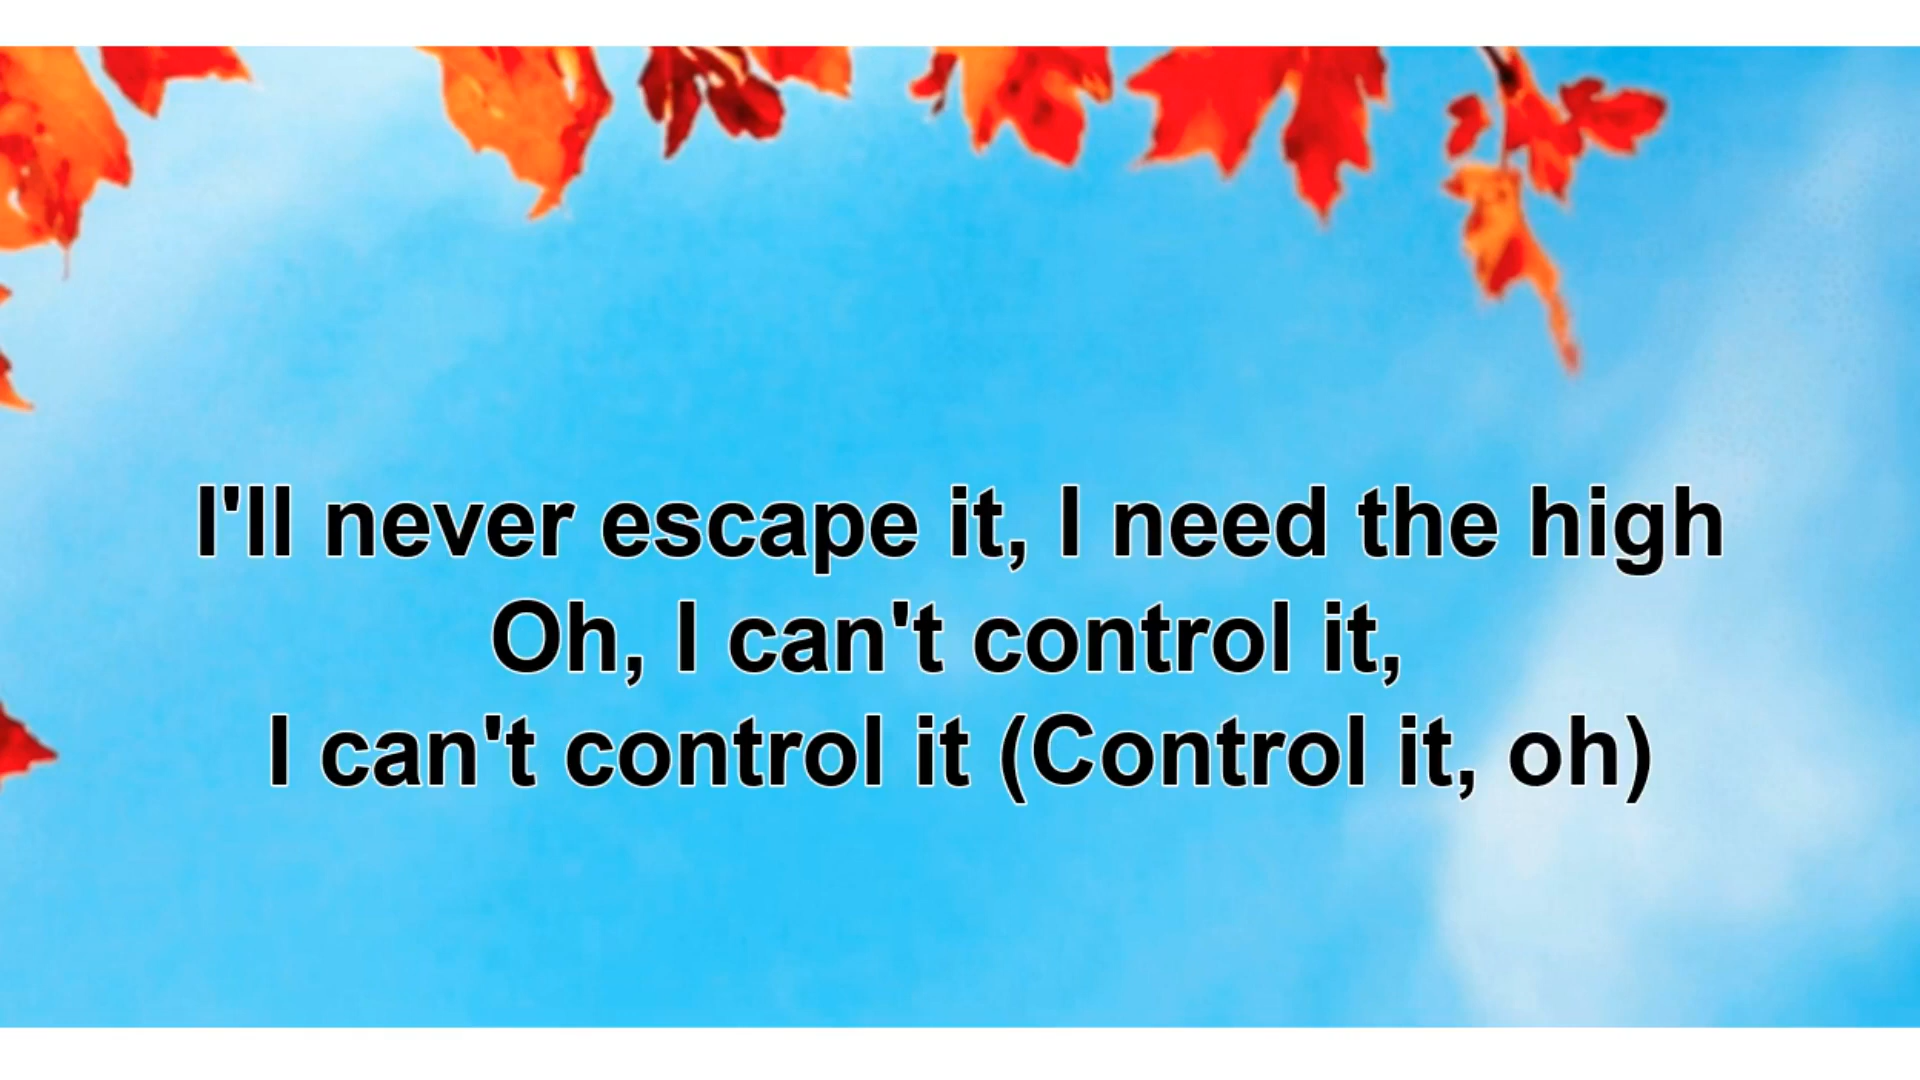 I'll never escape it, I need the high
Oh, I can't control it,
I can't control it (Control it, oh)